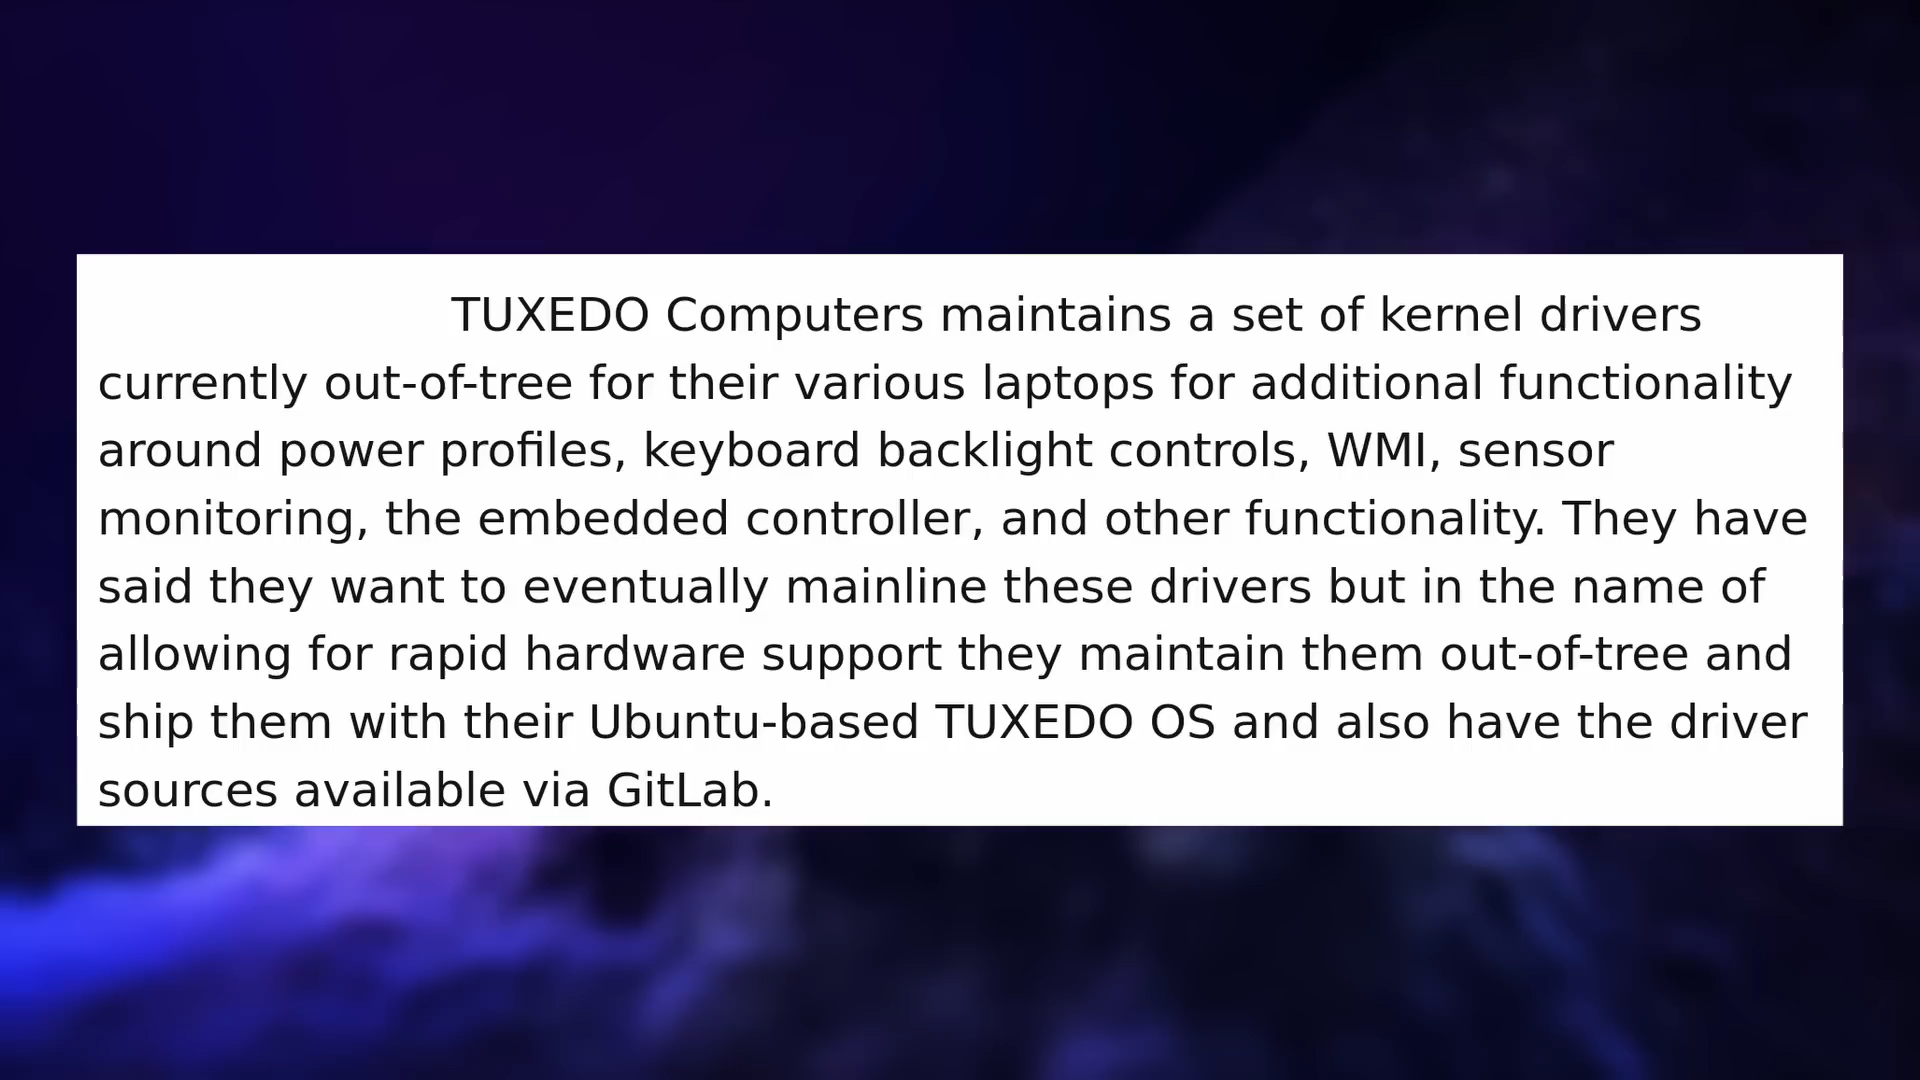 TUXEDO Computers maintains a set of kernel drivers
currently out-of-tree for their various laptops for additional functionality
around power profiles, keyboard backlight controls, WMI, sensor
monitoring, the embedded controller, and other functionality. They have
said they want to eventually mainline these drivers but in the name of
allowing for rapid hardware support they maintain them out-of-tree and
ship them with their Ubuntu-based TUXEDO OS and also have the driver
sources available via GitLab.